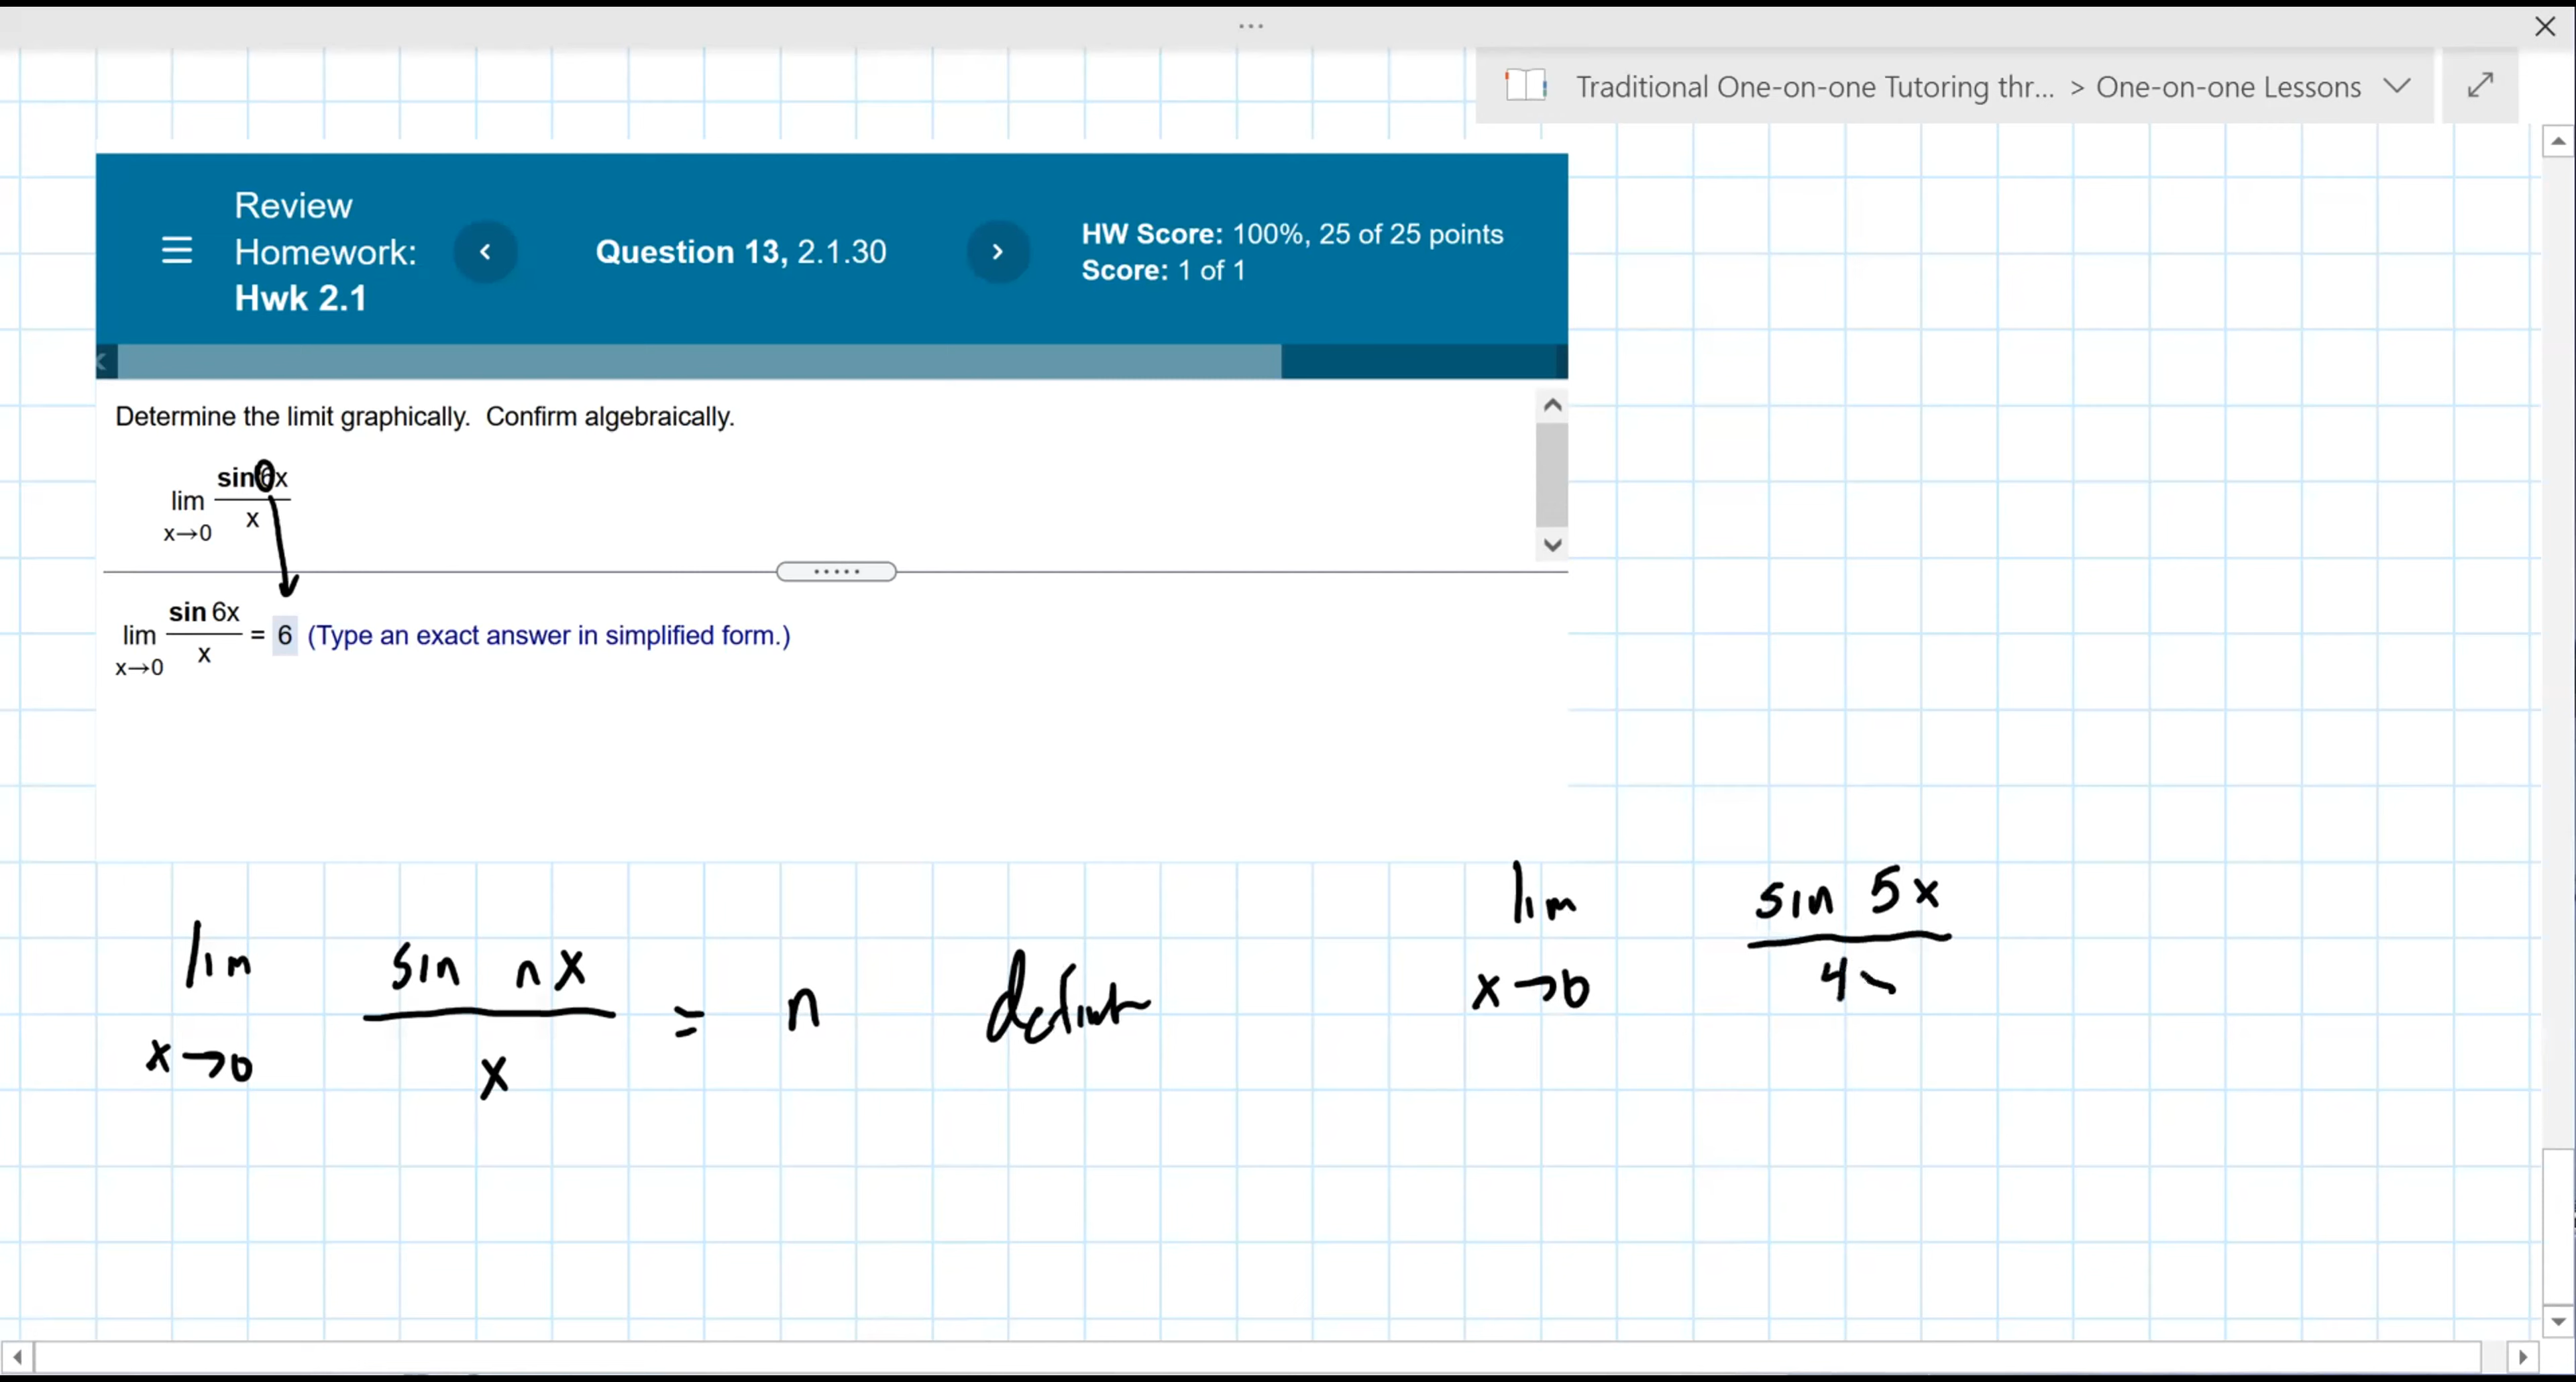 ...
Traditional One-on-one Tutoring thr... > One-on-one Lessons
Review
Homework:
Hwk 2.1
Question 13, 2.1.30
HW Score: 100%, 25 of 25 points
Score: 1 of 1
Determine the limit graphically. Confirm algebraically.
sin 6x
lim
x
x→0
sin 6x
lim = 6 (Type an exact answer in simplified form.)
x
x→0
lim sin nx
= n
x→0 x
lim sin 5x
x→0 4